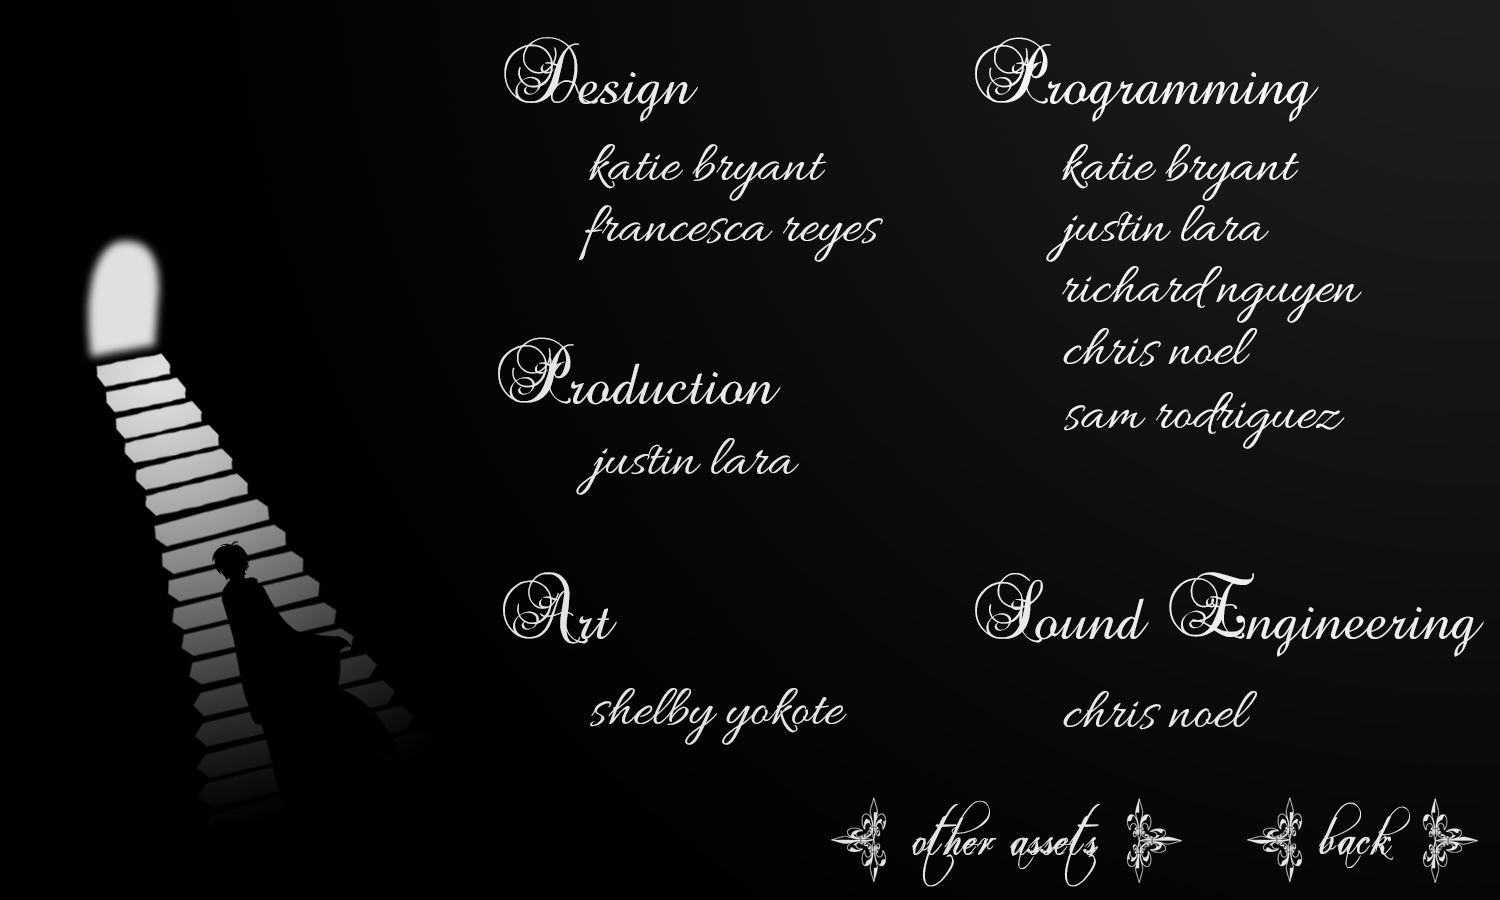 Design
katie bryant
francesca reyes
Production
justin lara
Art
shelby yokote
Programming
katie bryant
justin lara
richard nguyen
chris noel
sam rodriguez
Sound Engineering
chris noel
other assets
back